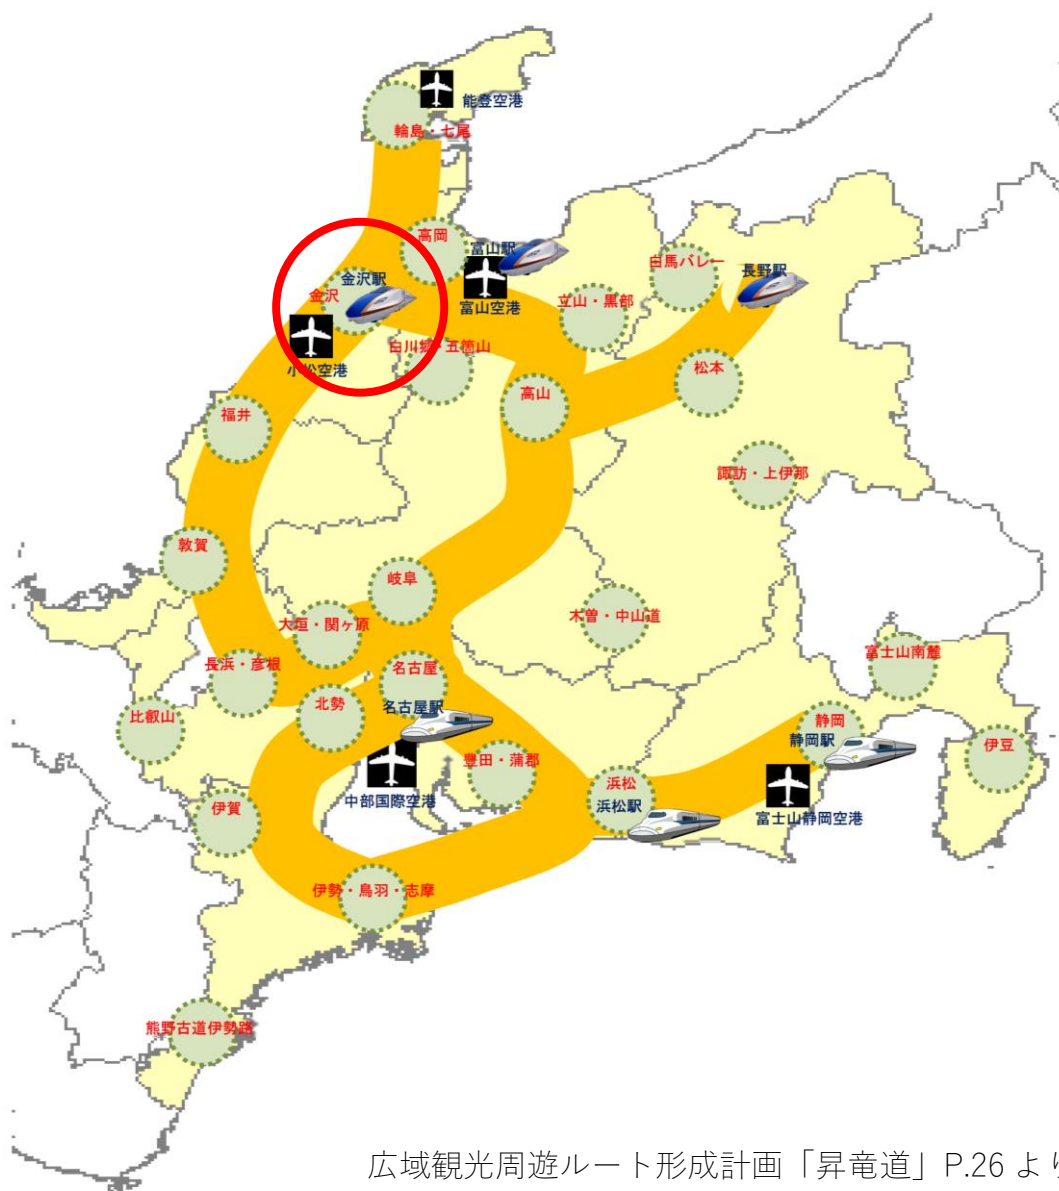 能登空港
輪島・七尾
高岡
富山駅
白馬バレー
長野駅
金沢駅
金沢
富山空港
立山・黒部
小松空港
白川郷・五箇山
松本
高山
福井
諏訪・上伊那
敦賀
岐阜
木曽・中山道
大垣・関ヶ原
富士山南麓
長浜・彦根
名古屋
北勢
名古屋駅
比叡山
静岡
静岡駅
伊豆
豊田・蒲郡
浜松
浜松駅
中部国際空港
伊賀
富士山静岡空港
伊勢・鳥羽・志摩
熊野古道伊勢路
広域観光周遊ルート形成計画「昇竜道」P.26 よ